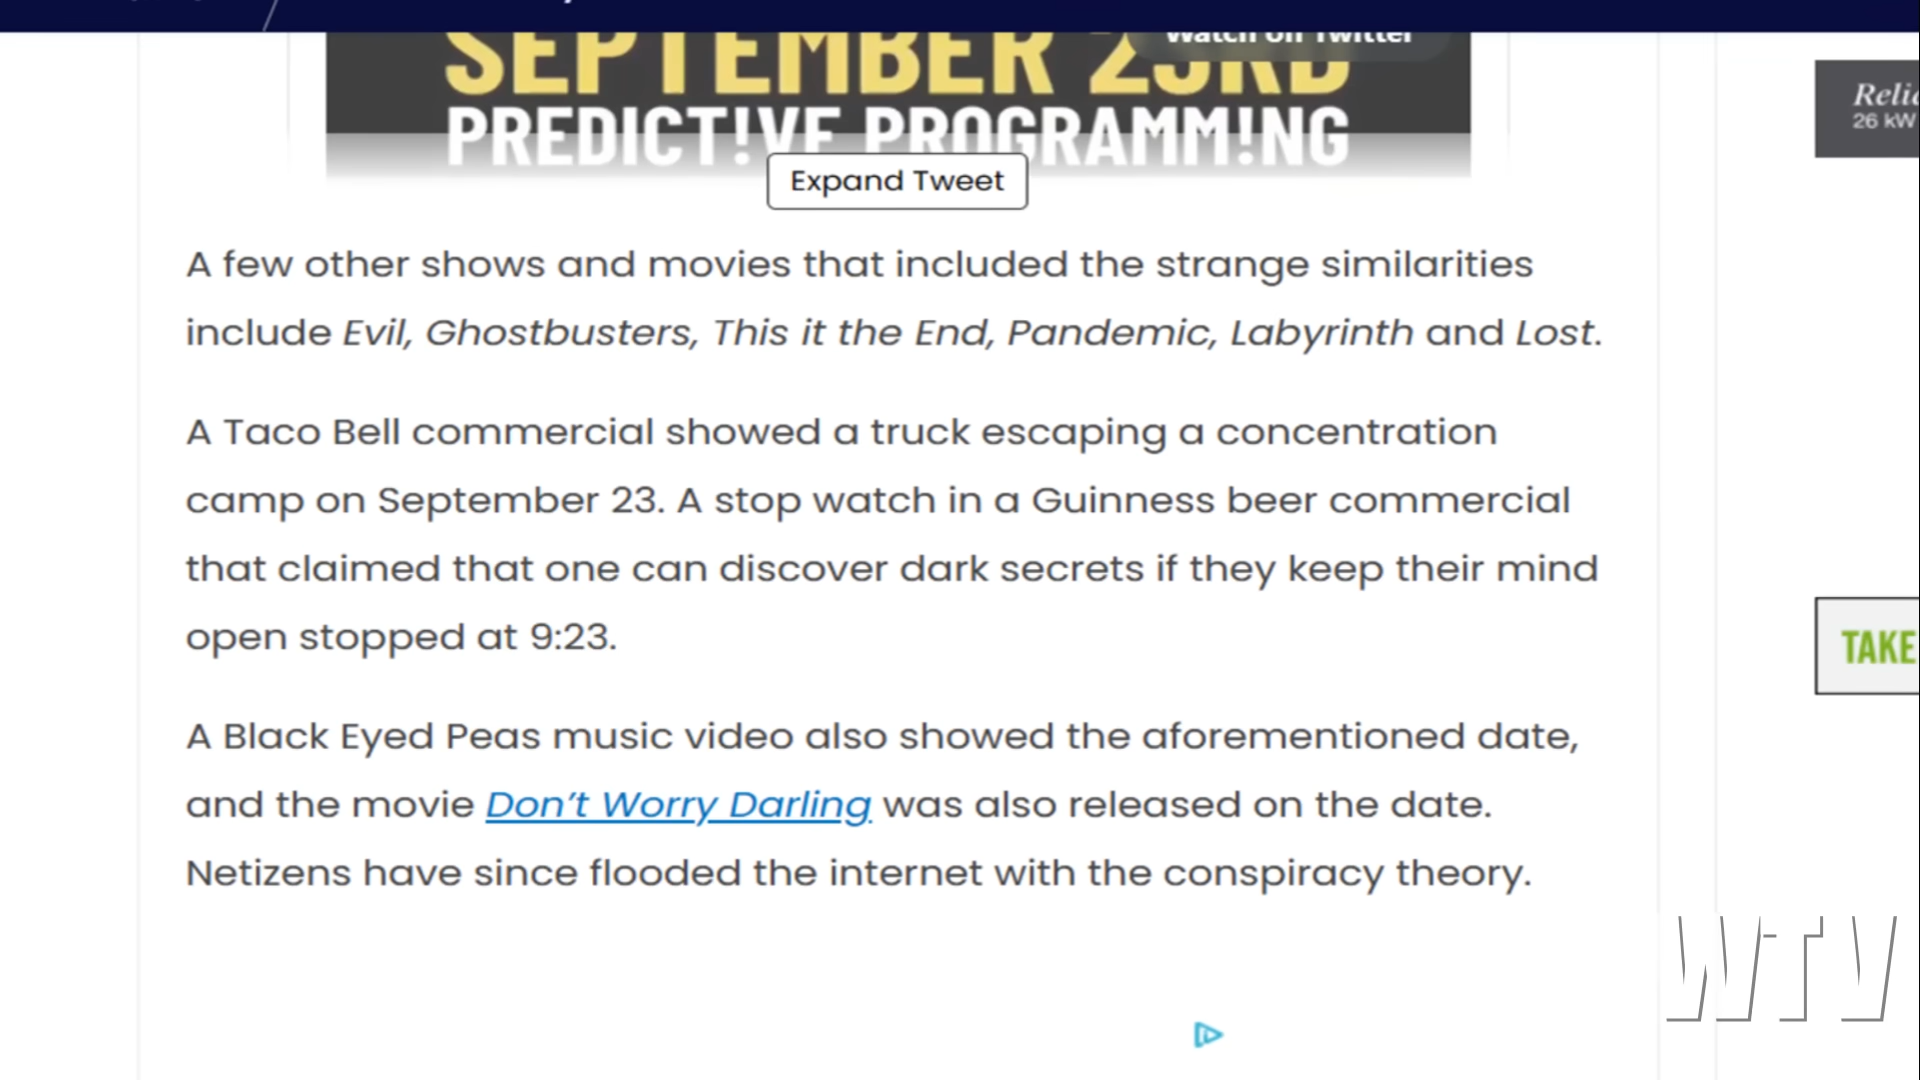 Watch on Twitter
SEPTEMBER 23RD
PREDICT!VE PROGRAMM!NG
Expand Tweet
A few other shows and movies that included the strange similarities
include Evil, Ghostbusters, This it the End, Pandemic, Labyrinth and Lost.
A Taco Bell commercial showed a truck escaping a concentration
camp on September 23. A stop watch in a Guinness beer commercial
that claimed that one can discover dark secrets if they keep their mind
open stopped at 9:23.
A Black Eyed Peas music video also showed the aforementioned date,
and the movie Don't Worry Darling was also released on the date.
Netizens have since flooded the internet with the conspiracy theory.
26 kW
TAKE
WTV